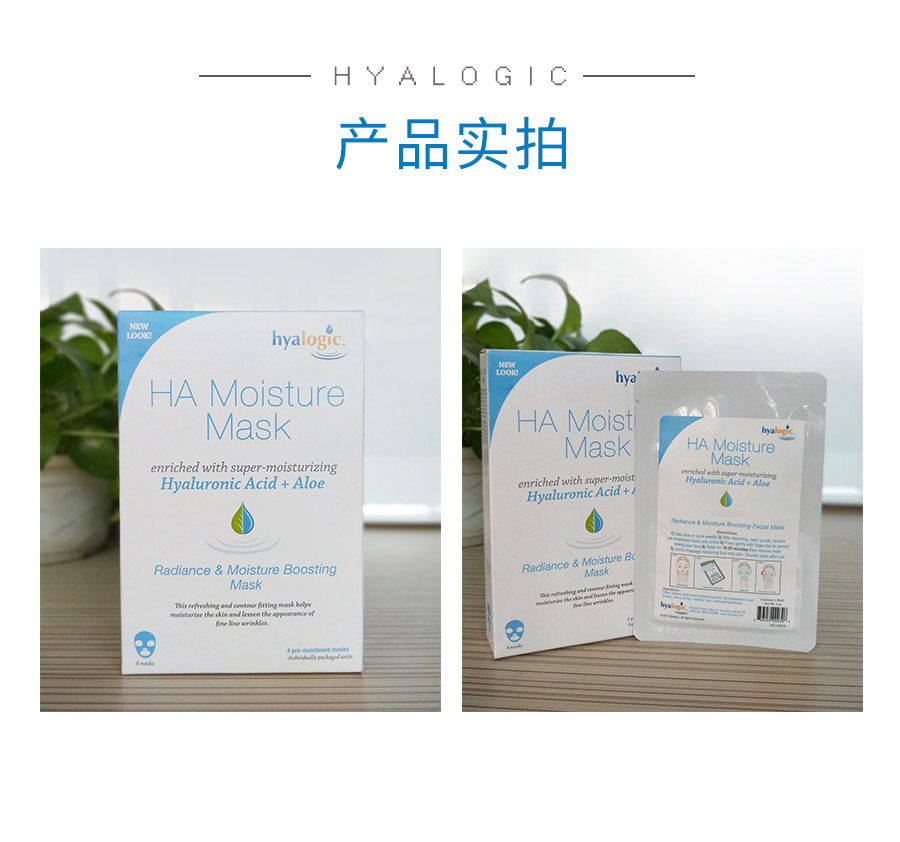 HYALOGIC
产品实拍
NEW
LOOK!
hyalogic
HA Moisture
Mask
enriched with super-moisturizing
Hyaluronic Acid + Aloe
Radiance & Moisture Boosting
Mask
This refreshing and contour fitting mask helps
moisturize the skin and lessen the appearance of
fine line wrinkles.
4 pre-moistened masks
-Individually packaged units
4 masks
NEW
LOOK!
hya
HA Moist
Mask
enriched with super-moist
Hyaluronic Acid + A
Radiance & Moisture Bo
Mask
This refreshing and contour fitting mask
moisturize the skin and lessen the appea
fine line wrinkles.
4 masks
hyalogic
HA Moisture
Mask
enriched with super-moisturizing
Hyaluronic Acid + Aloe
Radiance & Moisture Boosting Facial Mask
Directions:
hyalogic